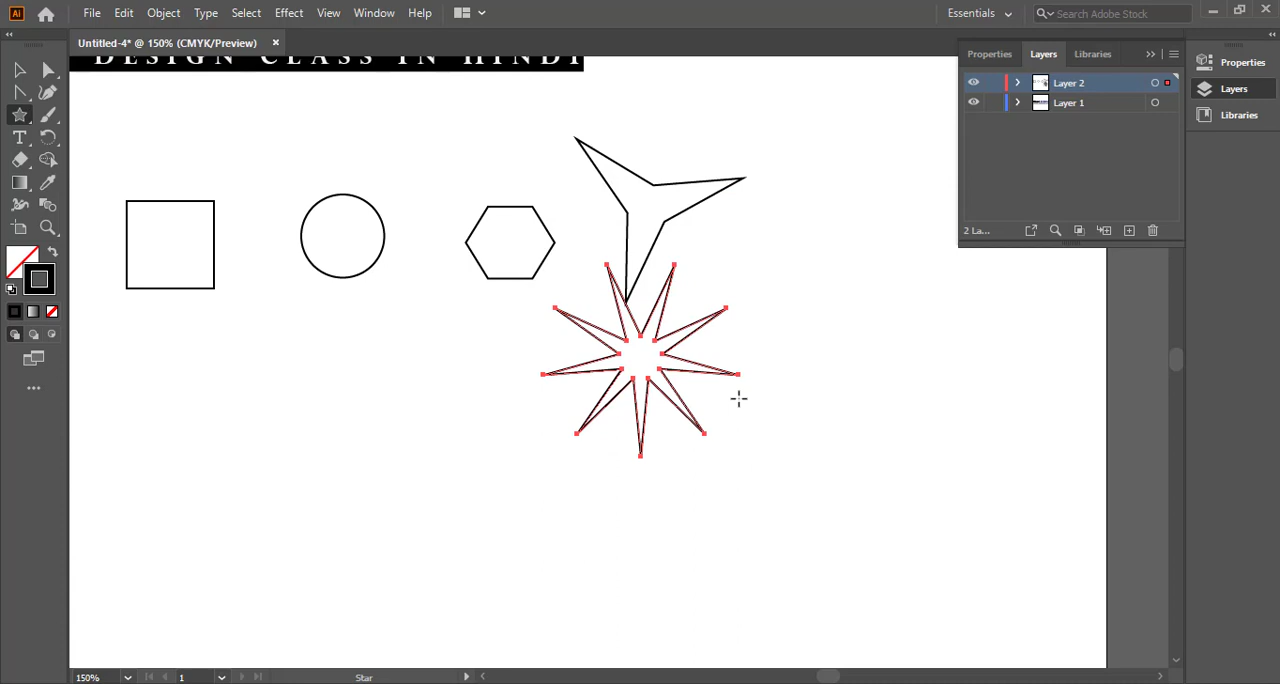 Ai File Edit Object Type Select Effect View Window Help Essentials Search Adobe Stock
Untitled-4* @ 150% (CMYK/Preview) ×
DESIGN CLASS IN HINDI
Properties Layers Libraries
Layer 2
Layer 1
2 La...
Properties
Layers
Libraries
150% 1 Star